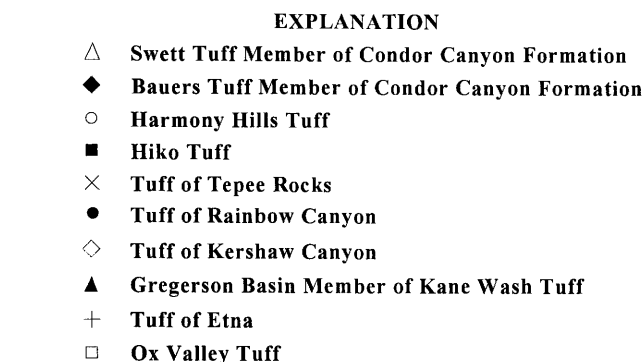 EXPLANATION
△ Swett Tuff Member of Condor Canyon Formation
◆ Bauers Tuff Member of Condor Canyon Formation
○ Harmony Hills Tuff
■ Hiko Tuff
× Tuff of Tepee Rocks
● Tuff of Rainbow Canyon
◇ Tuff of Kershaw Canyon
▲ Gregerson Basin Member of Kane Wash Tuff
+ Tuff of Etna
□ Ox Valley Tuff